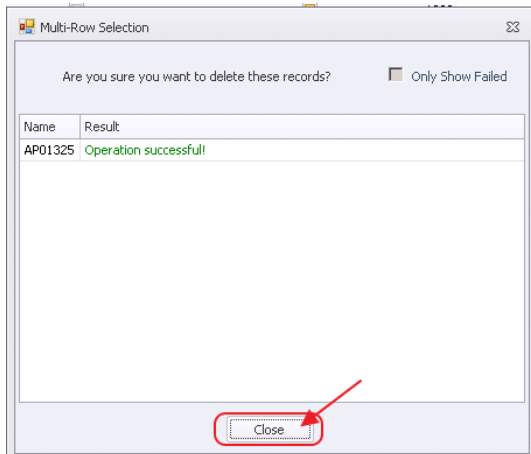 Multi-Row Selection
Are you sure you want to delete these records?
Only Show Failed
Name Result
AP01325 Operation successful!
Close